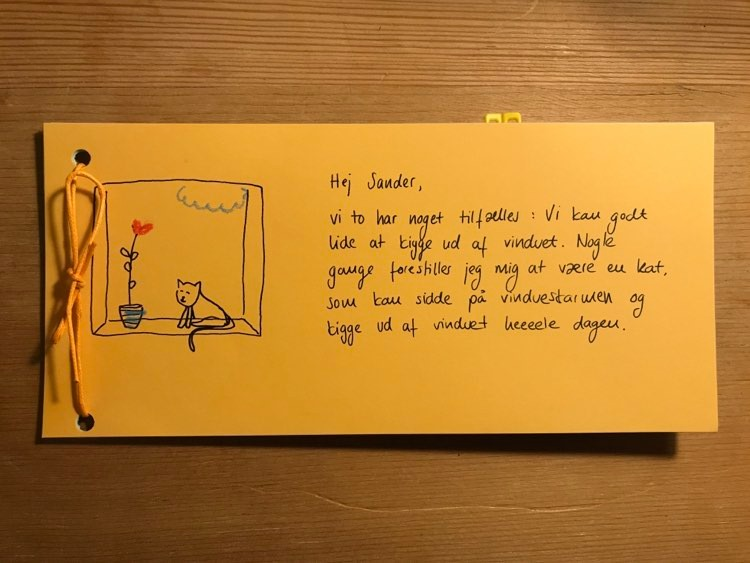 Hej Sander,
vi to har noget tilfælles : Vi kan godt
lide at kigge ud af vinduet. Nogle
gange forestiller jeg mig at være en kat,
som kan sidde på vindueskarmen og
kigge ud af vinduet heeele dagen.